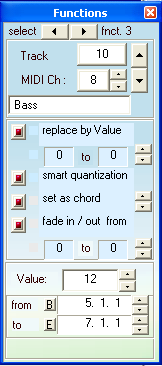 Functions
select fnct. 3
Track 10
MIDI Ch : 8
Bass
replace by Value
0 to 0
smart quantization
set as chord
fade in / out from
0 to 0
Value: 12
from B 5. 1. 1
to E 7. 1. 1